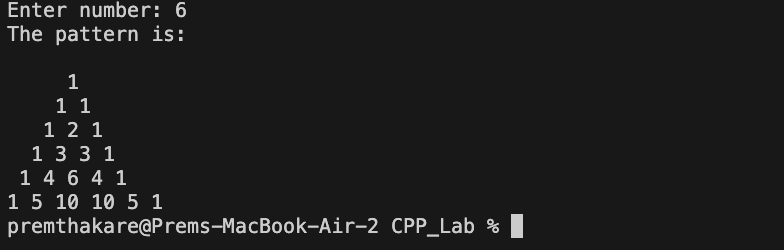 Enter number: 6
The pattern is:
1
1 1
1 2 1
1 3 3 1
1 4 6 4 1
1 5 10 10 5 1
premthakare@Prems-MacBook-Air-2 CPP_Lab %